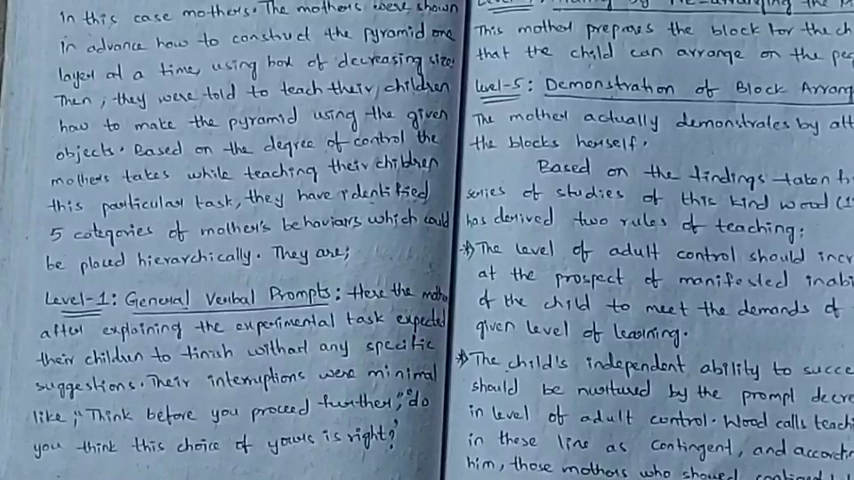 in this case mothers. The mothers were shown
in advance how to construct the pyramid one
layer at a time, using box of decreasing size.
Then, they were told to teach their children
how to make the pyramid using the given
objects. Based on the degree of control the
mothers takes while teaching their children
this particular task, they have identified
5 categories of mother's behaviours which could
be placed hierarchically. They are;
Level-1: General Verbal Prompts: Here the
after explaining the experimental task expected
their children to finish without any specific
suggestions. Their interruptions were minimal
like, "Think before you proceed further", "do
you think this choice of yours is right?"
This mother prepares the block for the
that the child can arrange on the
Level-5: Demonstration of Block
The mother actually demonstrates by
the blocks herself.
Based on the findings taken
series of studies of this kind Wood
has derived two rules of teaching:
* The level of adult control should
at the prospect of manifested
of the child to meet the demands of
given level of learning.
* The child's independent ability to
should be nurtured by the prompt
in level of adult control. Wood calls
in these line as contingent, and
him, those mothers who showed